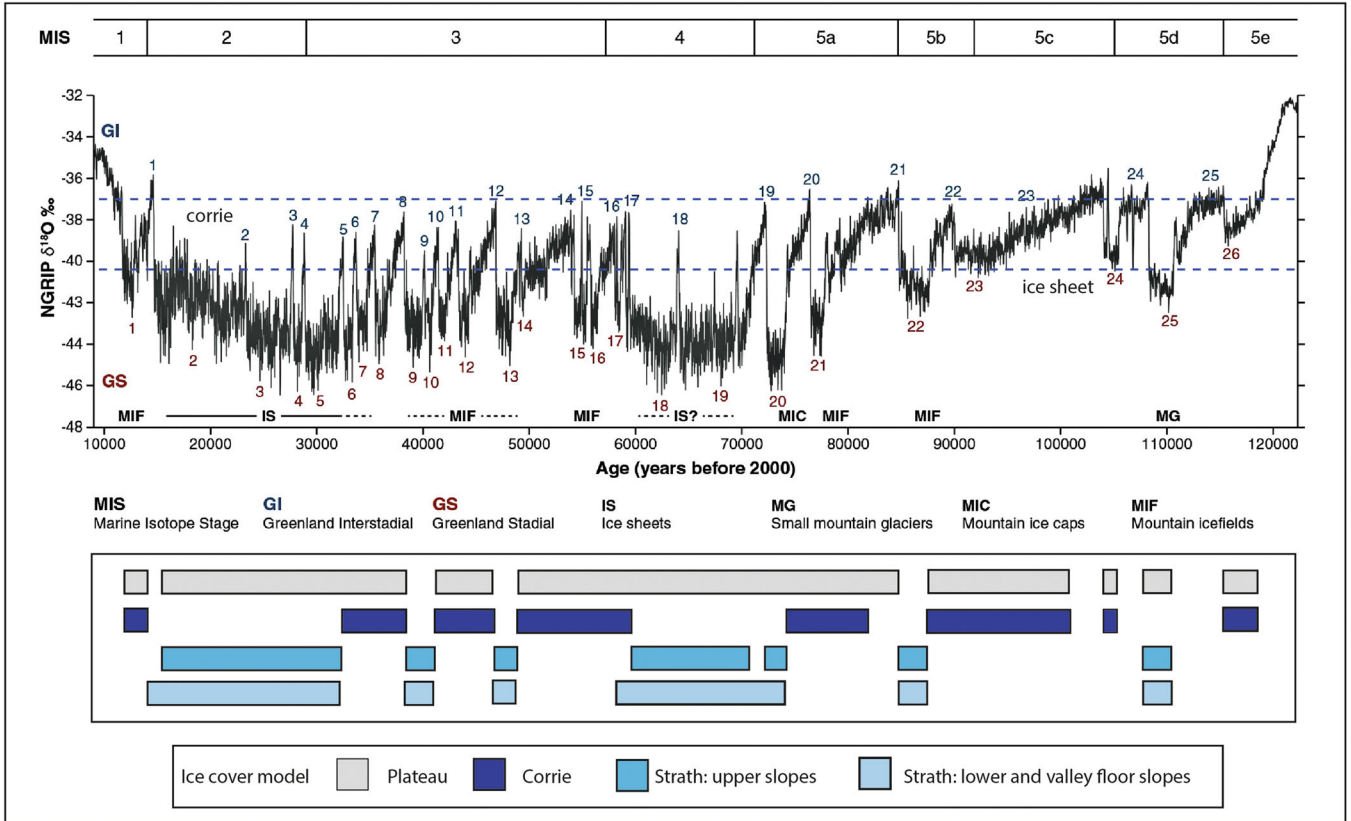 MIS 1 2 3 4 5a 5b 5c 5d 5e
-32
-34
-36
-38
-40
-43
-44
-46
-48
NGRIP δ¹⁸O ‰
GI
1 2 3 4 5 6 7 8 9 10 11 12 13 14 15 16 17 18 19 20 21 22 23 24 25
corrie
ice sheet
1 2 3 4 5 6 7 8 9 10 11 12 13 14 15 16 17 18 19 20 21 22 23 24 25 26
GS
MIF IS MIF MIF IS? MIC MIF MIF MG
10000 20000 30000 40000 50000 60000 70000 80000 90000 100000 110000 120000
Age (years before 2000)
MIS GI GS IS MG MIC MIF
Marine Isotope Stage Greenland Interstadial Greenland Stadial Ice sheets Small mountain glaciers Mountain ice caps Mountain icefields
Ice cover model Plateau Corrie Strath: upper slopes Strath: lower and valley floor slopes